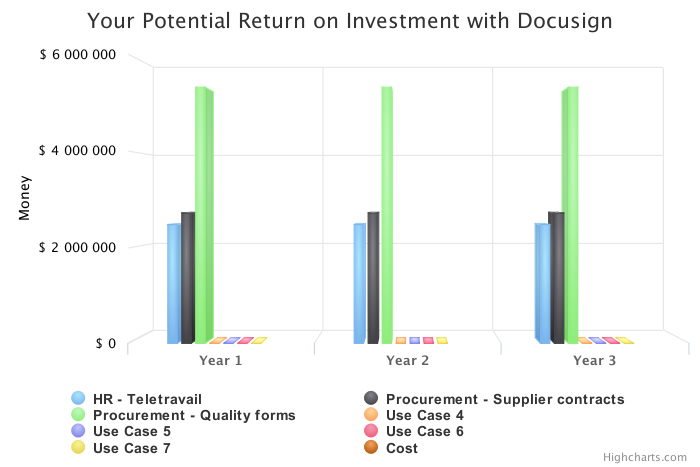 Your Potential Return on Investment with Docusign
$ 6 000 000
$ 4 000 000
Money
$ 2 000 000
$ 0
Year 1 Year 2 Year 3
HR - Teletravail Procurement - Supplier contracts
Procurement - Quality forms Use Case 4
Use Case 5 Use Case 6
Use Case 7 Cost
Highcharts.com